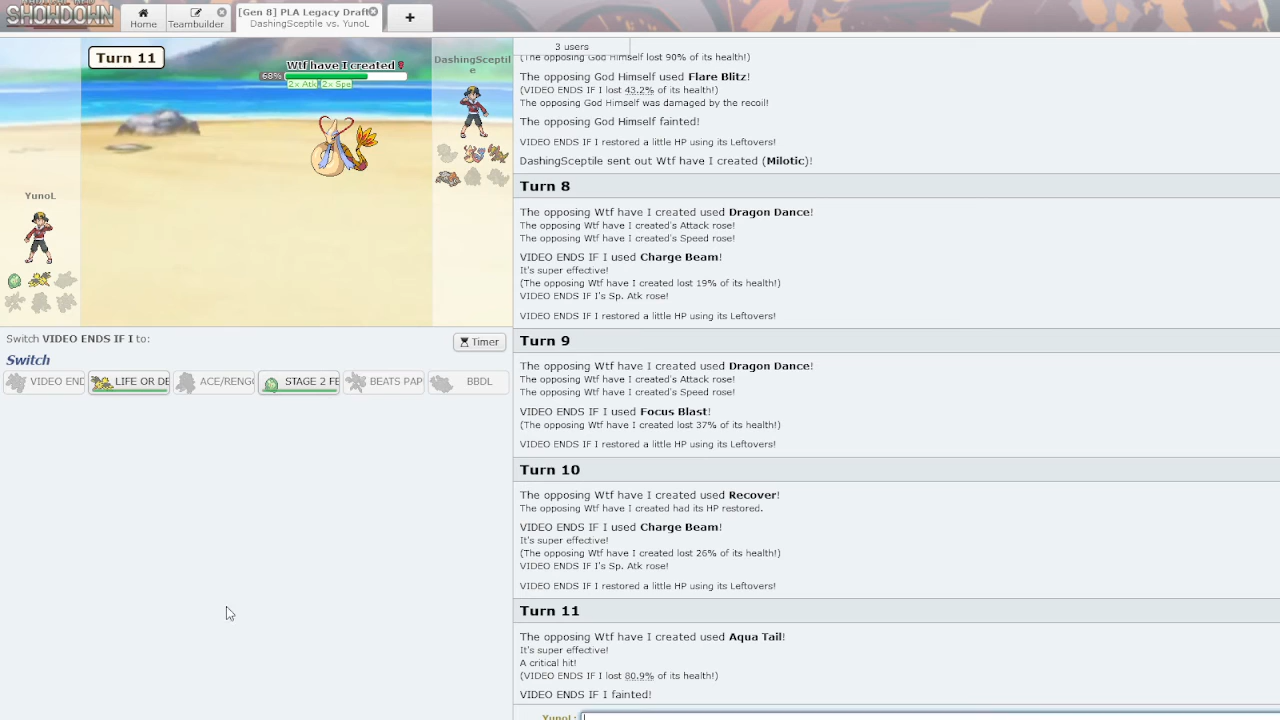 SHOWDOWN
Home
Teambuilder
[Gen 8] PLA Legacy Draft
DashingSceptile vs. YunoL
+
Turn 11
Wtf have I created
68%
2x Atk 2x Spe
DashingSceptil
e
YunoL
Switch VIDEO ENDS IF I to:
Timer
Switch
VIDEO END
LIFE OR DE
ACE/RENG
STAGE 2 FE
BEATS PAP
BBDL
3 users
(The opposing God Himself lost 90% of its health!)
The opposing God Himself used Flare Blitz!
(VIDEO ENDS IF I lost 43.2% of its health!)
The opposing God Himself was damaged by the recoil!
The opposing God Himself fainted!
VIDEO ENDS IF I restored a little HP using its Leftovers!
DashingSceptile sent out Wtf have I created (Milotic)!
Turn 8
The opposing Wtf have I created used Dragon Dance!
The opposing Wtf have I created's Attack rose!
The opposing Wtf have I created's Speed rose!
VIDEO ENDS IF I used Charge Beam!
It's super effective!
(The opposing Wtf have I created lost 19% of its health!)
VIDEO ENDS IF I's Sp. Atk rose!
VIDEO ENDS IF I restored a little HP using its Leftovers!
Turn 9
The opposing Wtf have I created used Dragon Dance!
The opposing Wtf have I created's Attack rose!
The opposing Wtf have I created's Speed rose!
VIDEO ENDS IF I used Focus Blast!
(The opposing Wtf have I created lost 37% of its health!)
VIDEO ENDS IF I restored a little HP using its Leftovers!
Turn 10
The opposing Wtf have I created used Recover!
The opposing Wtf have I created had its HP restored.
VIDEO ENDS IF I used Charge Beam!
It's super effective!
(The opposing Wtf have I created lost 26% of its health!)
VIDEO ENDS IF I's Sp. Atk rose!
VIDEO ENDS IF I restored a little HP using its Leftovers!
Turn 11
The opposing Wtf have I created used Aqua Tail!
It's super effective!
A critical hit!
(VIDEO ENDS IF I lost 80.9% of its health!)
VIDEO ENDS IF I fainted!
YunoL: